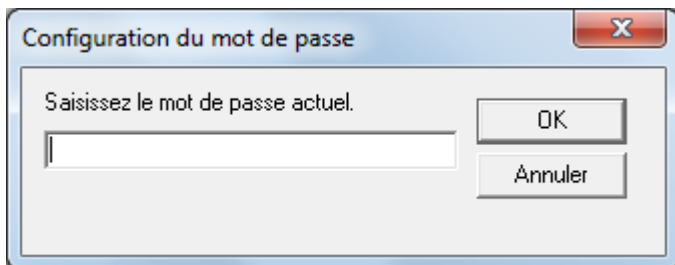 Configuration du mot de passe
Saisissez le mot de passe actuel.
OK
Annuler